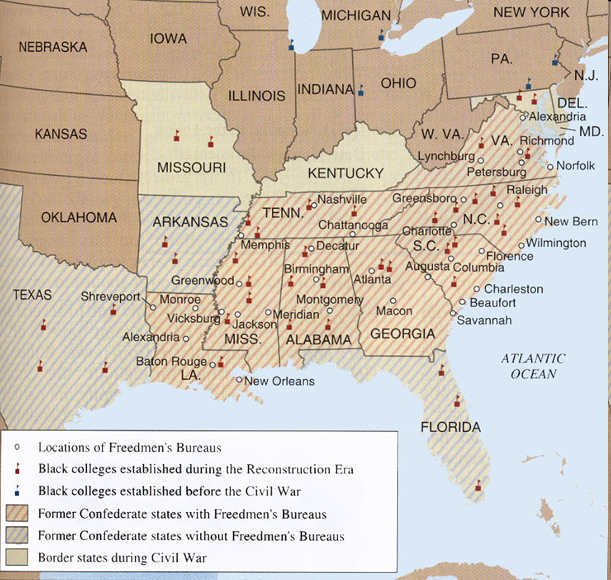 WIS.
MICHIGAN
NEW YORK
NEBRASKA
IOWA
PA.
N.J.
ILLINOIS
INDIANA
OHIO
DEL.
MD.
KANSAS
W. VA.
VA.
Alexandria
Richmond
MISSOURI
KENTUCKY
Lynchburg
Petersburg
Norfolk
OKLAHOMA
ARKANSAS
TENN.
Nashville
Greensboro
Raleigh
N.C.
New Bern
Chattanooga
Charlotte
Wilmington
Memphis
Decatur
S.C.
Florence
Greenwood
Birmingham
Atlanta
Augusta
Columbia
TEXAS
Shreveport
Monroe
Vicksburg
Montgomery
Charleston
Beaufort
Macon
Savannah
Meridian
Jackson
Alexandria
MISS.
ALABAMA
GEORGIA
Baton Rouge
LA.
New Orleans
ATLANTIC
OCEAN
FLORIDA
Locations of Freedmen's Bureaus
Black colleges established during the Reconstruction Era
Black colleges established before the Civil War
Former Confederate states with Freedmen's Bureaus
Former Confederate states without Freedmen's Bureaus
Border states during Civil War